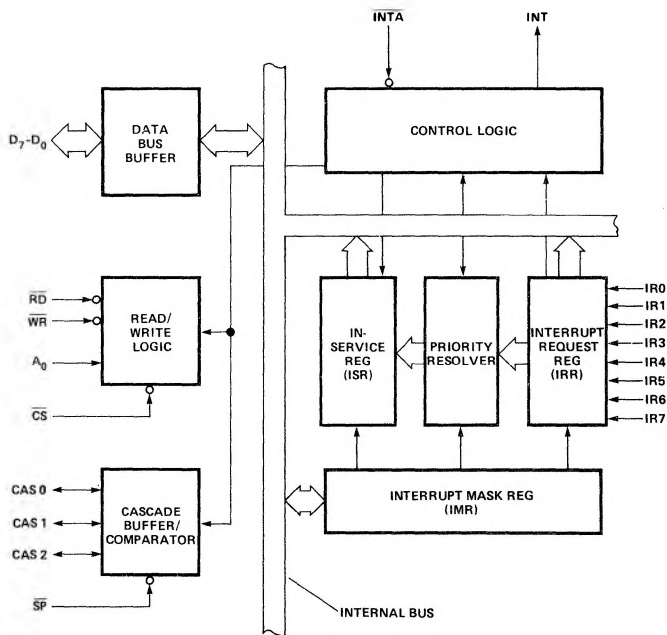 INTA INT
CONTROL LOGIC
DATA
BUS
BUFFER
D7-D0
RD
WR
A0
CS
READ/
WRITE
LOGIC
IN-
SERVICE
REG
(ISR)
PRIORITY
RESOLVER
INTERRUPT
REQUEST
REG
(IRR)
IR0
IR1
IR2
IR3
IR4
IR5
IR6
IR7
CAS 0
CAS 1
CAS 2
SP
CASCADE
BUFFER/
COMPARATOR
INTERRUPT MASK REG
(IMR)
INTERNAL BUS